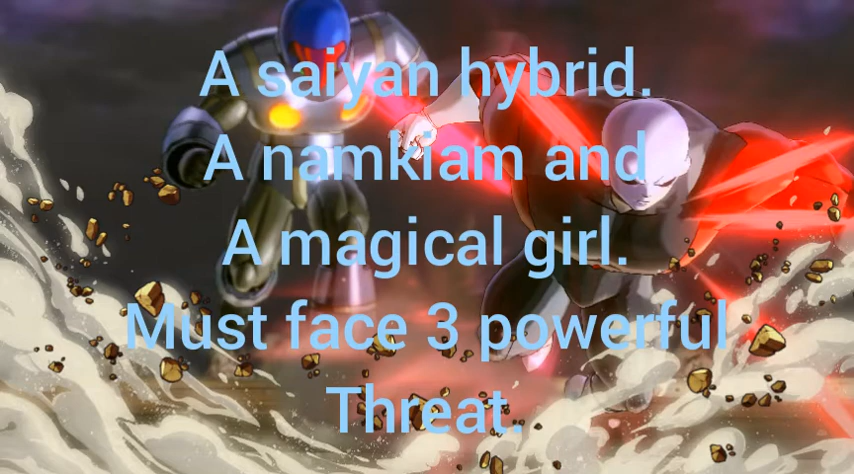 A saiyan hybrid.
A namkiam and
A magical girl.
Must face 3 powerful
Threat.